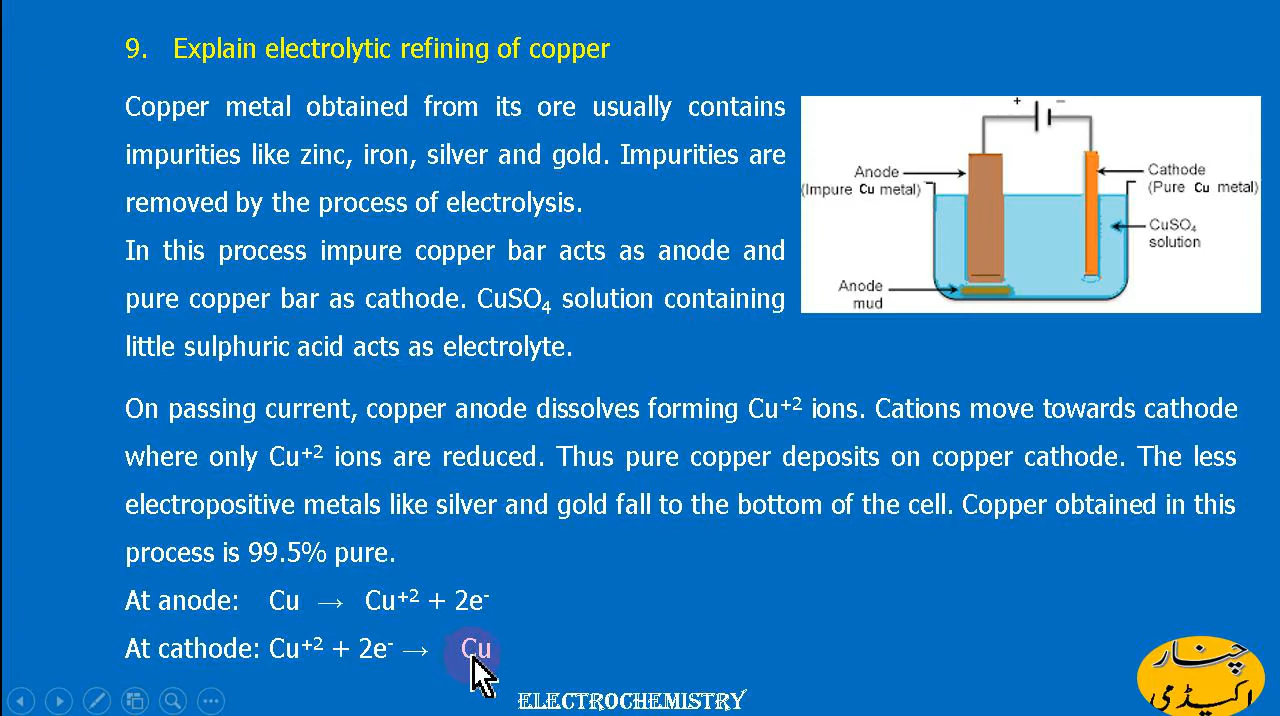 9. Explain electrolytic refining of copper
Copper metal obtained from its ore usually contains
impurities like zinc, iron, silver and gold. Impurities are
removed by the process of electrolysis.
In this process impure copper bar acts as anode and
pure copper bar as cathode. CuSO₄ solution containing
little sulphuric acid acts as electrolyte.
+ −
Anode
(Impure Cu metal)
Cathode
(Pure Cu metal)
CuSO₄
solution
Anode
mud
On passing current, copper anode dissolves forming Cu⁺² ions. Cations move towards cathode
where only Cu⁺² ions are reduced. Thus pure copper deposits on copper cathode. The less
electropositive metals like silver and gold fall to the bottom of the cell. Copper obtained in this
process is 99.5% pure.
At anode: Cu → Cu⁺² + 2e⁻
At cathode: Cu⁺² + 2e⁻ → Cu
ELECTROCHEMISTRY
چنار
اکیڈمی